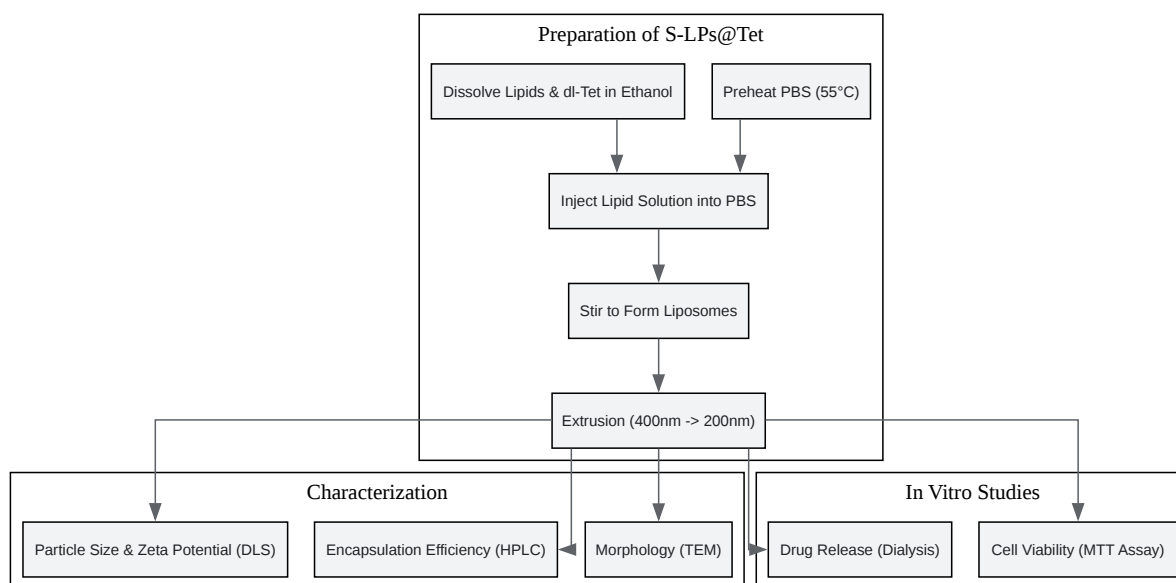 Preparation of S-LPs@Tet
Dissolve Lipids & dl-Tet in Ethanol
Preheat PBS (55°C)
Inject Lipid Solution into PBS
Stir to Form Liposomes
Extrusion (400nm -> 200nm)
Characterization
In Vitro Studies
Particle Size & Zeta Potential (DLS)
Encapsulation Efficiency (HPLC)
Morphology (TEM)
Drug Release (Dialysis)
Cell Viability (MTT Assay)